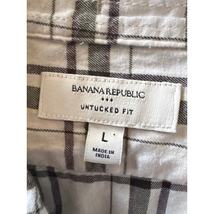 BANANA REPUBLIC
UNTUCKED FIT
L
MADE IN
INDIA